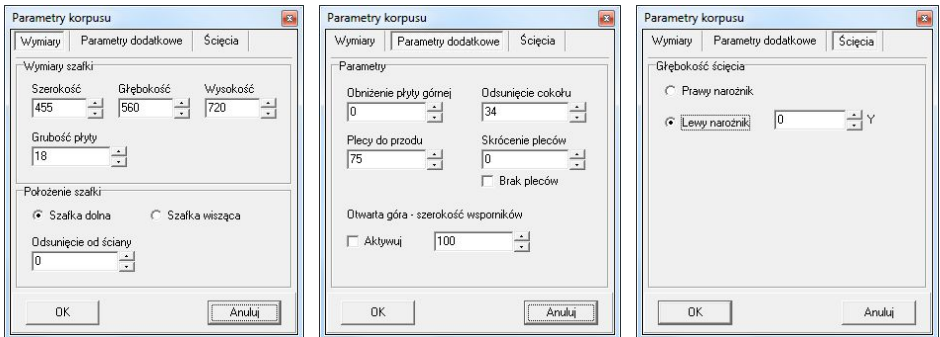 Parametry korpusu
Wymiary Parametry dodatkowe Ścięcia
Wymiary szafki
Szerokość Głębokość Wysokość
455 560 720
Grubość płyty
18
Położenie szafki
Szafka dolna Szafka wisząca
Odsunięcie od ściany
0
OK Anuluj
Parametry korpusu
Wymiary Parametry dodatkowe Ścięcia
Parametry
Obniżenie płyty górnej Odsunięcie cokołu
0 34
Plecy do przodu Skrócenie pleców
75 0
Brak pleców
Otwarta góra - szerokość wsporników
Aktywuj 100
OK Anuluj
Parametry korpusu
Wymiary Parametry dodatkowe Ścięcia
Głębokość ścięcia
Prawy narożnik
Lewy narożnik 0 Y
OK Anuluj